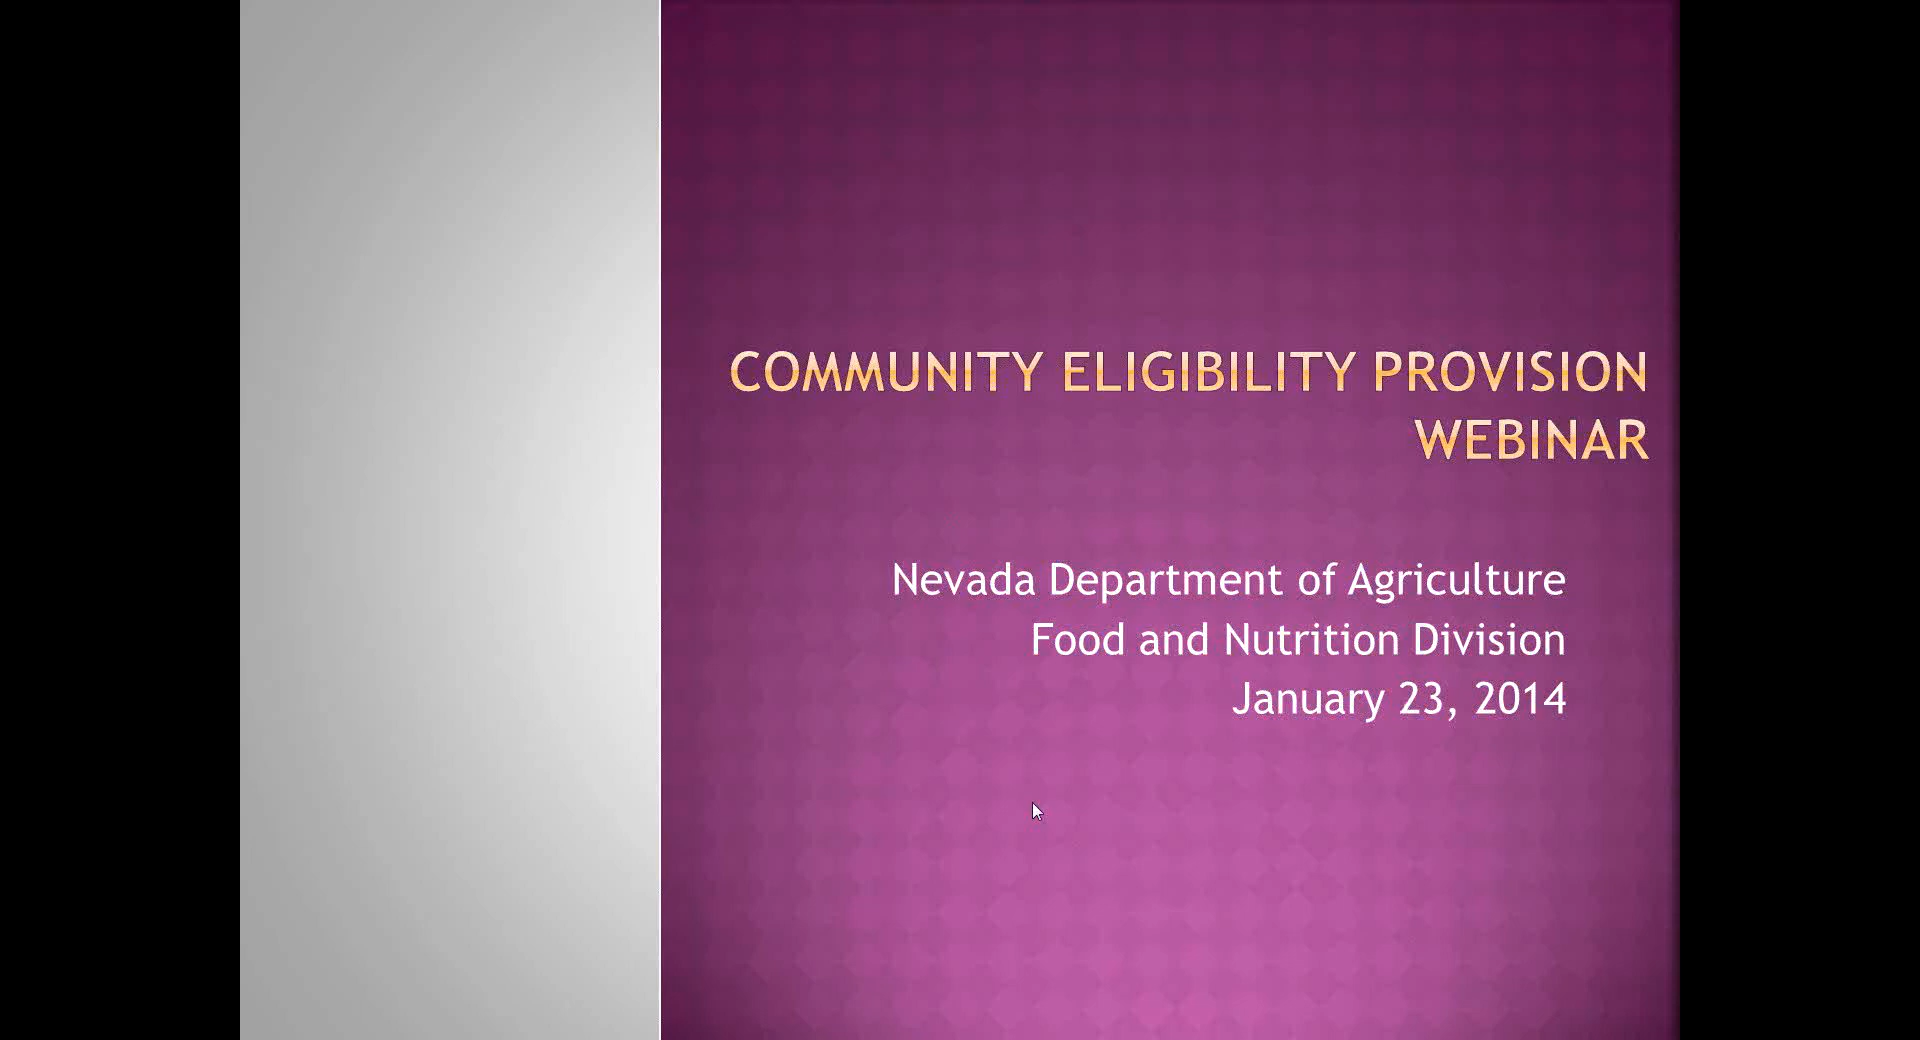 COMMUNITY ELIGIBILITY PROVISION
WEBINAR
Nevada Department of Agriculture
Food and Nutrition Division
January 23, 2014